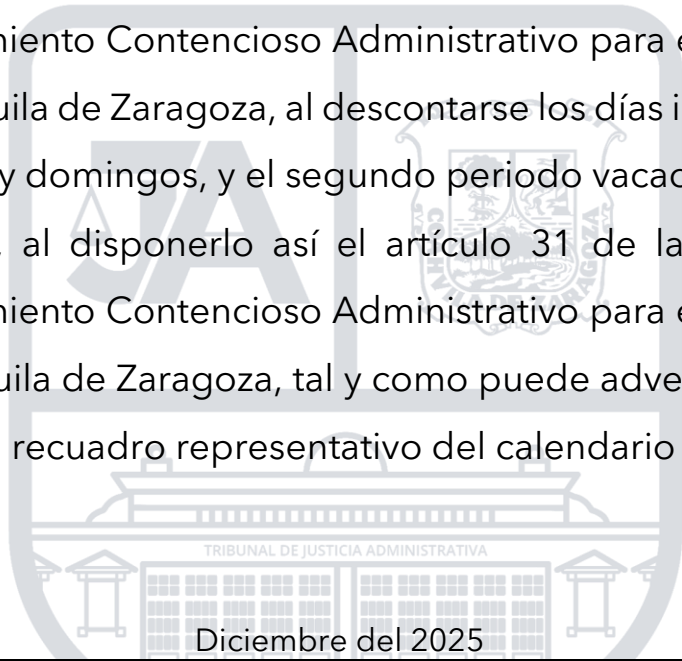 miento Contencioso Administrativo para e
uila de Zaragoza, al descontarse los días i
y domingos, y el segundo periodo vacac
al disponerlo así el artículo 31 de la
miento Contencioso Administrativo para e
uila de Zaragoza, tal y como puede adve
recuadro representativo del calendario
TRIBUNAL DE JUSTICIA ADMINISTRATIVA
Diciembre del 2025